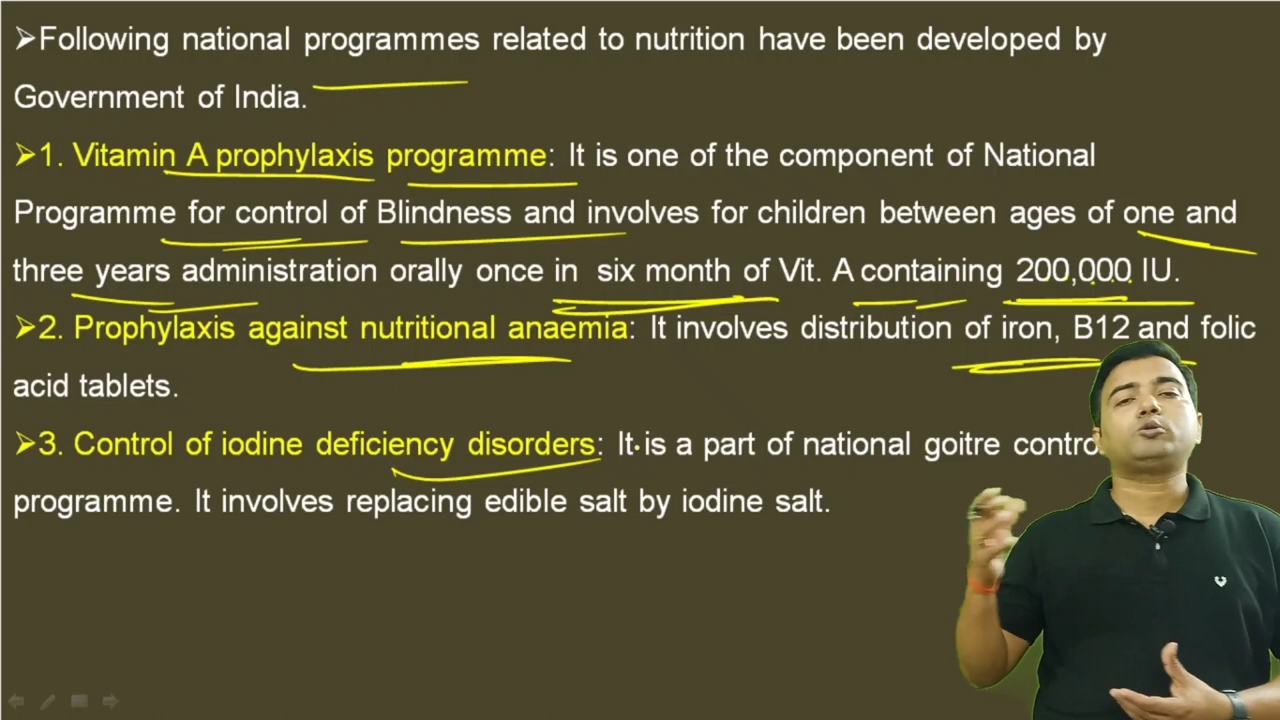 ➢Following national programmes related to nutrition have been developed by
Government of India.
➢1. Vitamin A prophylaxis programme: It is one of the component of National
Programme for control of Blindness and involves for children between ages of one and
three years administration orally once in six month of Vit. A containing 200,000 IU.
➢2. Prophylaxis against nutritional anaemia: It involves distribution of iron, B12 and folic
acid tablets.
➢3. Control of iodine deficiency disorders: It is a part of national goitre contro
programme. It involves replacing edible salt by iodine salt.